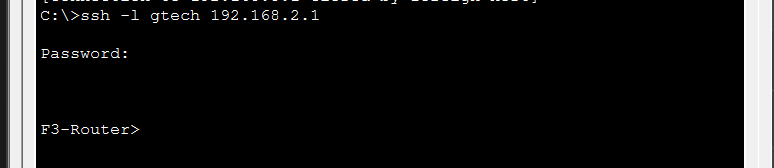 C:\>ssh -l gtech 192.168.2.1
Password:
F3-Router>